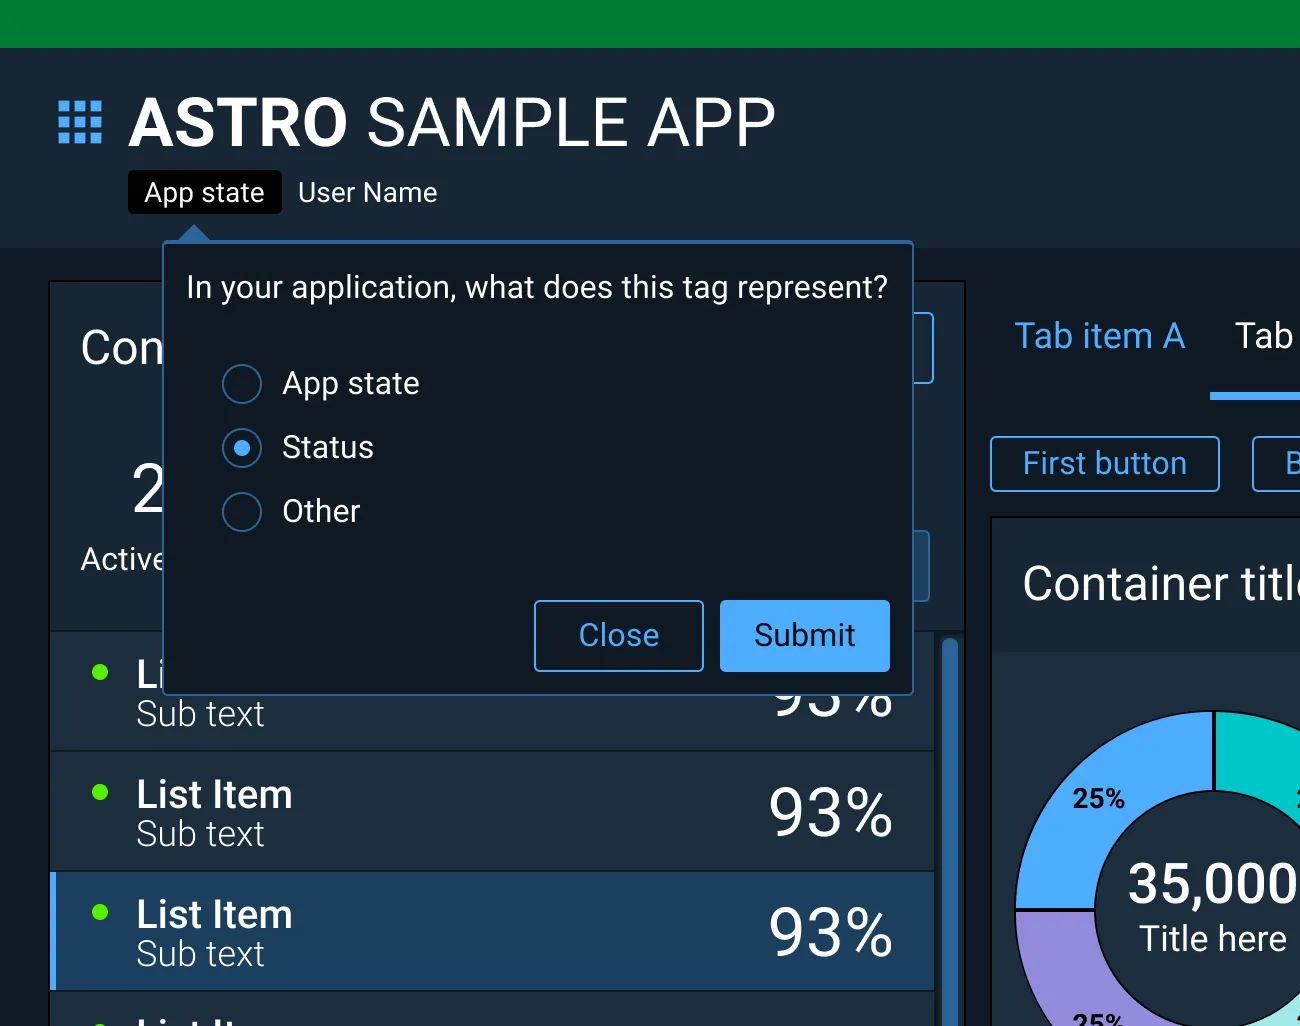 ASTRO SAMPLE APP
App state User Name
In your application, what does this tag represent?
App state
Status
Other
Close Submit
Con
2
Active
Tab item A Tab
First button
Container title
Sub text
93%
List Item
Sub text
93%
List Item
Sub text
93%
25%
35,000
Title here
25%